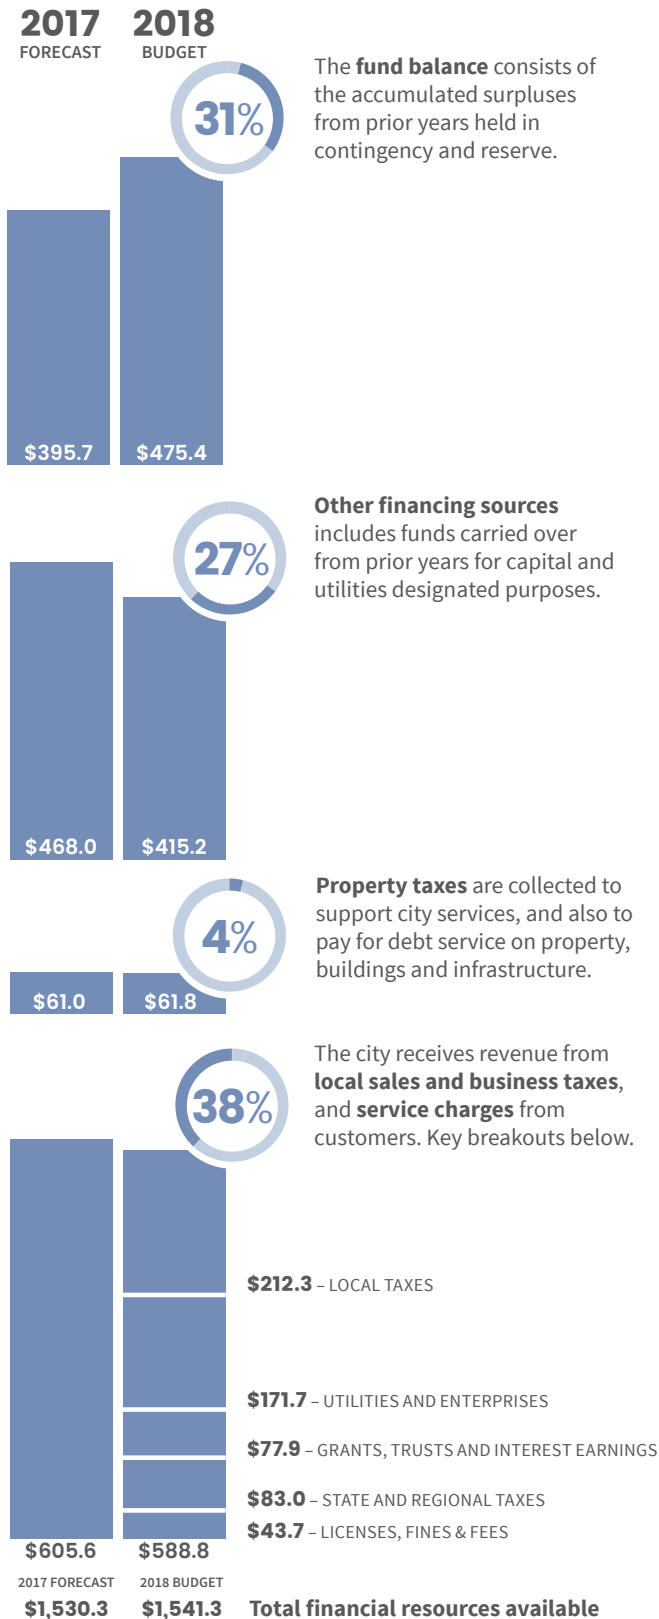 2017 2018
FORECAST BUDGET
31%
The fund balance consists of
the accumulated surpluses
from prior years held in
contingency and reserve.
$395.7 $475.4
27%
Other financing sources
includes funds carried over
from prior years for capital and
utilities designated purposes.
$468.0 $415.2
4%
Property taxes are collected to
support city services, and also to
pay for debt service on property,
buildings and infrastructure.
$61.0 $61.8
38%
The city receives revenue from
local sales and business taxes,
and service charges from
customers. Key breakouts below.
$212.3 – LOCAL TAXES
$171.7 – UTILITIES AND ENTERPRISES
$77.9 – GRANTS, TRUSTS AND INTEREST EARNINGS
$83.0 – STATE AND REGIONAL TAXES
$43.7 – LICENSES, FINES & FEES
$605.6 $588.8
2017 FORECAST 2018 BUDGET
$1,530.3 $1,541.3 Total financial resources available